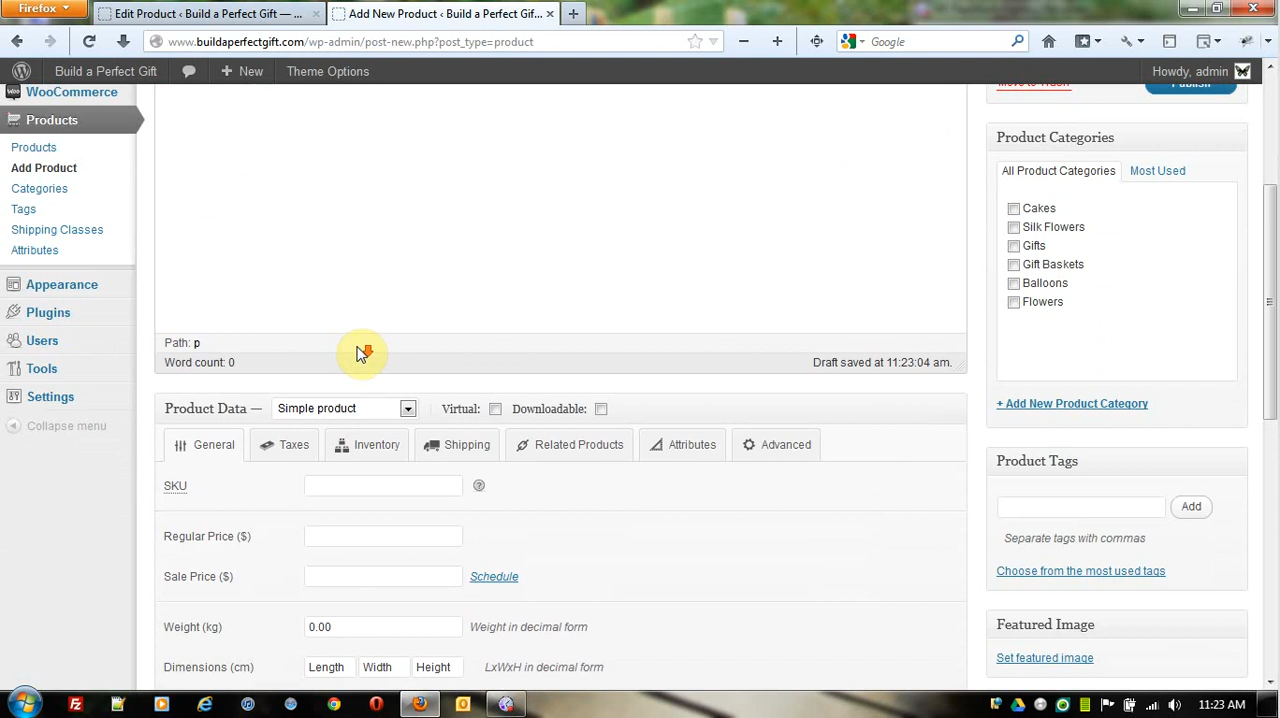 Firefox
Edit Product ‹ Build a Perfect Gift — ...
Add New Product ‹ Build a Perfect Gif...
www.buildaperfectgift.com/wp-admin/post-new.php?post_type=product
Google
Build a Perfect Gift
New
Theme Options
Howdy, admin
WooCommerce
Products
Products
Add Product
Categories
Tags
Shipping Classes
Attributes
Appearance
Plugins
Users
Tools
Settings
Collapse menu
Path: p
Word count: 0
Draft saved at 11:23:04 am.
Product Data —
Simple product
Virtual:
Downloadable:
General
Taxes
Inventory
Shipping
Related Products
Attributes
Advanced
SKU
Regular Price ($)
Sale Price ($)
Schedule
Weight (kg)
0.00
Weight in decimal form
Dimensions (cm)
Length
Width
Height
LxWxH in decimal form
Move to Trash
Publish
Product Categories
All Product Categories
Most Used
Cakes
Silk Flowers
Gifts
Gift Baskets
Balloons
Flowers
+ Add New Product Category
Product Tags
Add
Separate tags with commas
Choose from the most used tags
Featured Image
Set featured image
11:23 AM